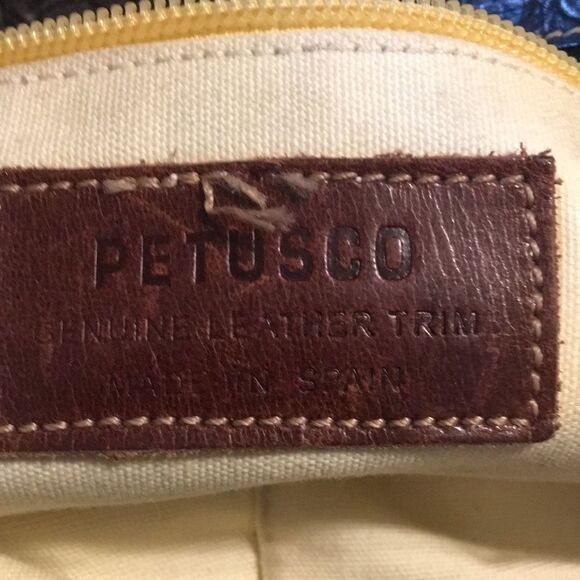 PETUSCO
GENUINE LEATHER TRIM
MADE IN SPAIN